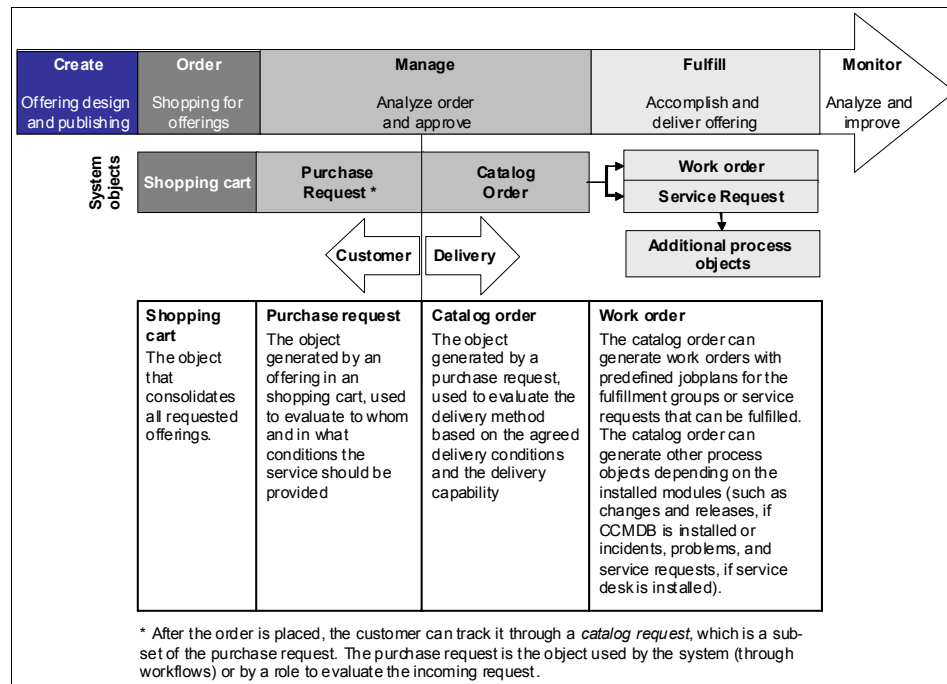 Create
Offering design
and publishing
Order
Shopping for
offerings
Manage
Analyze order
and approve
Fulfill
Accomplish and
deliver offering
Monitor
Analyze and
improve
System
objects
Shopping cart
Purchase
Request *
Catalog
Order
Work order
Service Request
Additional process
objects
Customer
Delivery
Shopping
cart
The object
that
consolidates
all requested
offerings.
Purchase request
The object
generated by an
offering in an
shopping cart, used
to evaluate to whom
and in what
conditions the
service should be
provided
Catalog order
The object
generated by a
purchase request,
used to evaluate the
delivery method
based on the agreed
delivery conditions
and the delivery
capability
Work order
The catalog order can
generate work orders with
predefined jobplans for the
fulfillment groups or service
requests that can be fulfilled.
The catalog order can
generate other process
objects depending on the
installed modules (such as
changes and releases, if
CCMDB is installed or
incidents, problems, and
service requests, if service
desk is installed).
* After the order is placed, the customer can track it through a catalog request, which is a sub-
set of the purchase request. The purchase request is the object used by the system (through
workflows) or by a role to evaluate the incoming request.